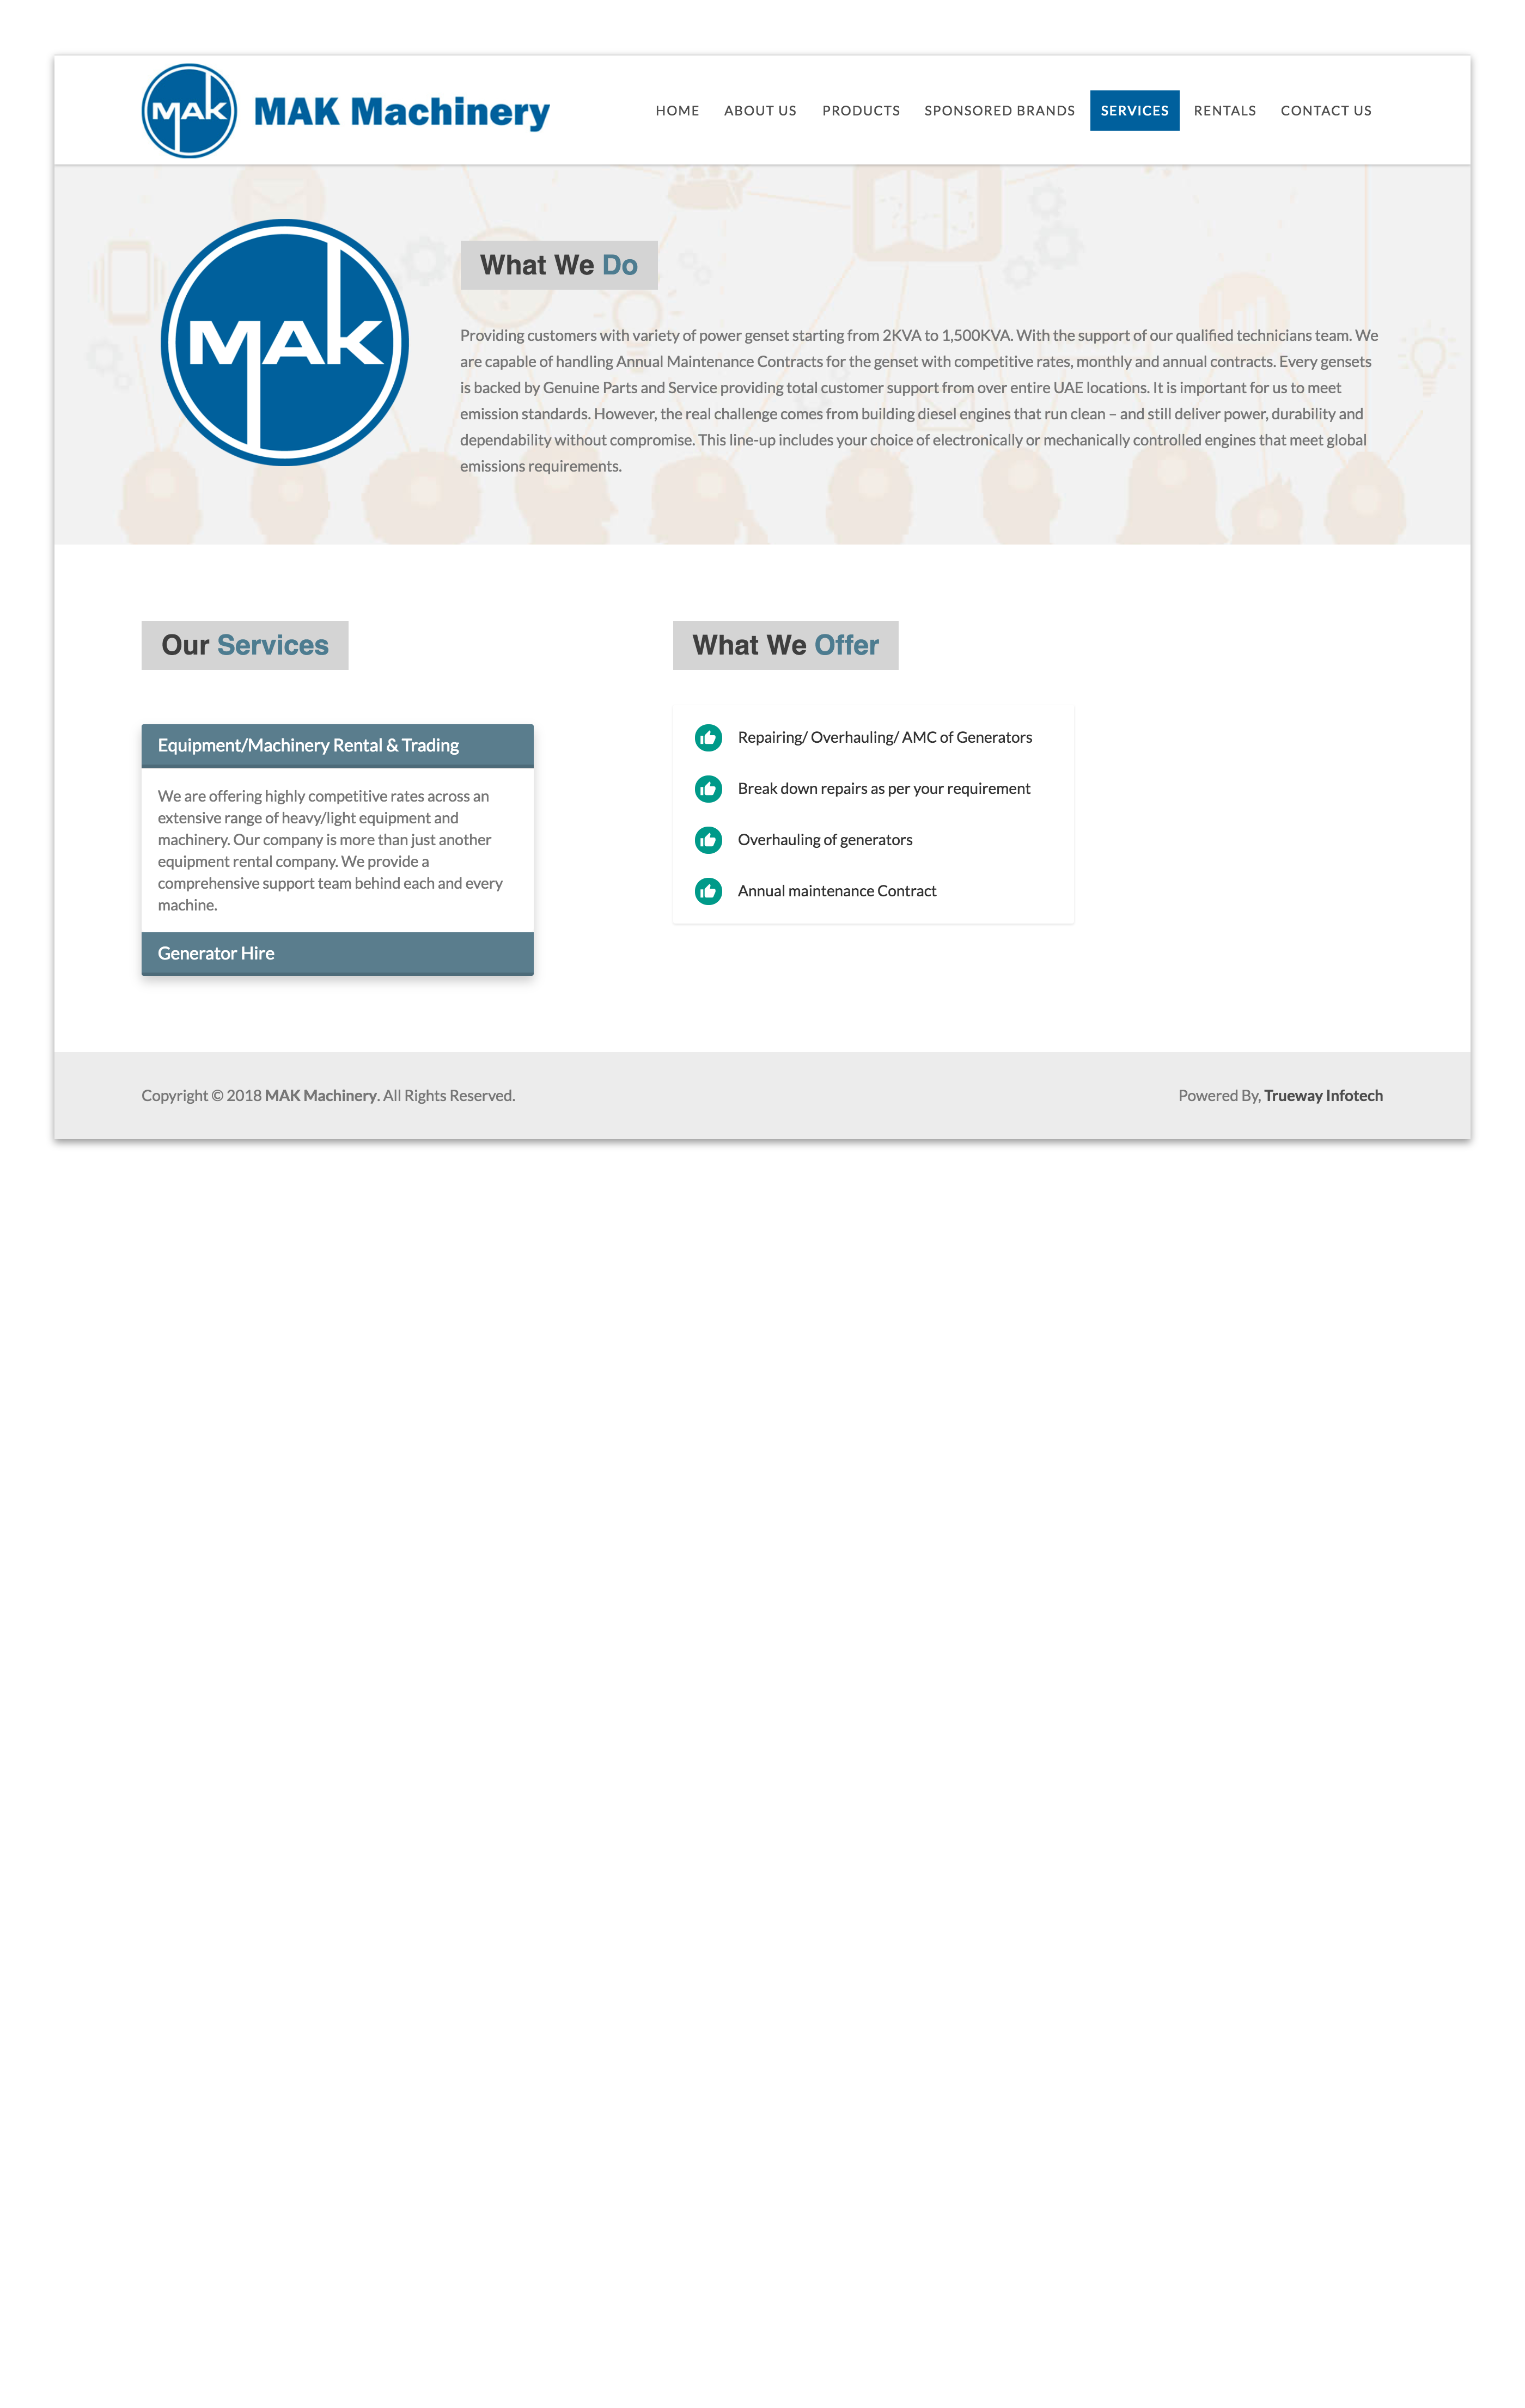 MAK
MAK Machinery
HOME ABOUT US PRODUCTS SPONSORED BRANDS SERVICES RENTALS CONTACT US
MAK
What We Do
Providing customers with variety of power genset starting from 2KVA to 1,500KVA. With the support of our qualified technicians team. We
are capable of handling Annual Maintenance Contracts for the genset with competitive rates, monthly and annual contracts. Every gensets
is backed by Genuine Parts and Service providing total customer support from over entire UAE locations. It is important for us to meet
emission standards. However, the real challenge comes from building diesel engines that run clean – and still deliver power, durability and
dependability without compromise. This line-up includes your choice of electronically or mechanically controlled engines that meet global
emissions requirements.
Our Services
Equipment/Machinery Rental & Trading
We are offering highly competitive rates across an
extensive range of heavy/light equipment and
machinery. Our company is more than just another
equipment rental company. We provide a
comprehensive support team behind each and every
machine.
Generator Hire
What We Offer
Repairing/ Overhauling/ AMC of Generators
Break down repairs as per your requirement
Overhauling of generators
Annual maintenance Contract
Copyright © 2018 MAK Machinery. All Rights Reserved.
Powered By, Trueway Infotech